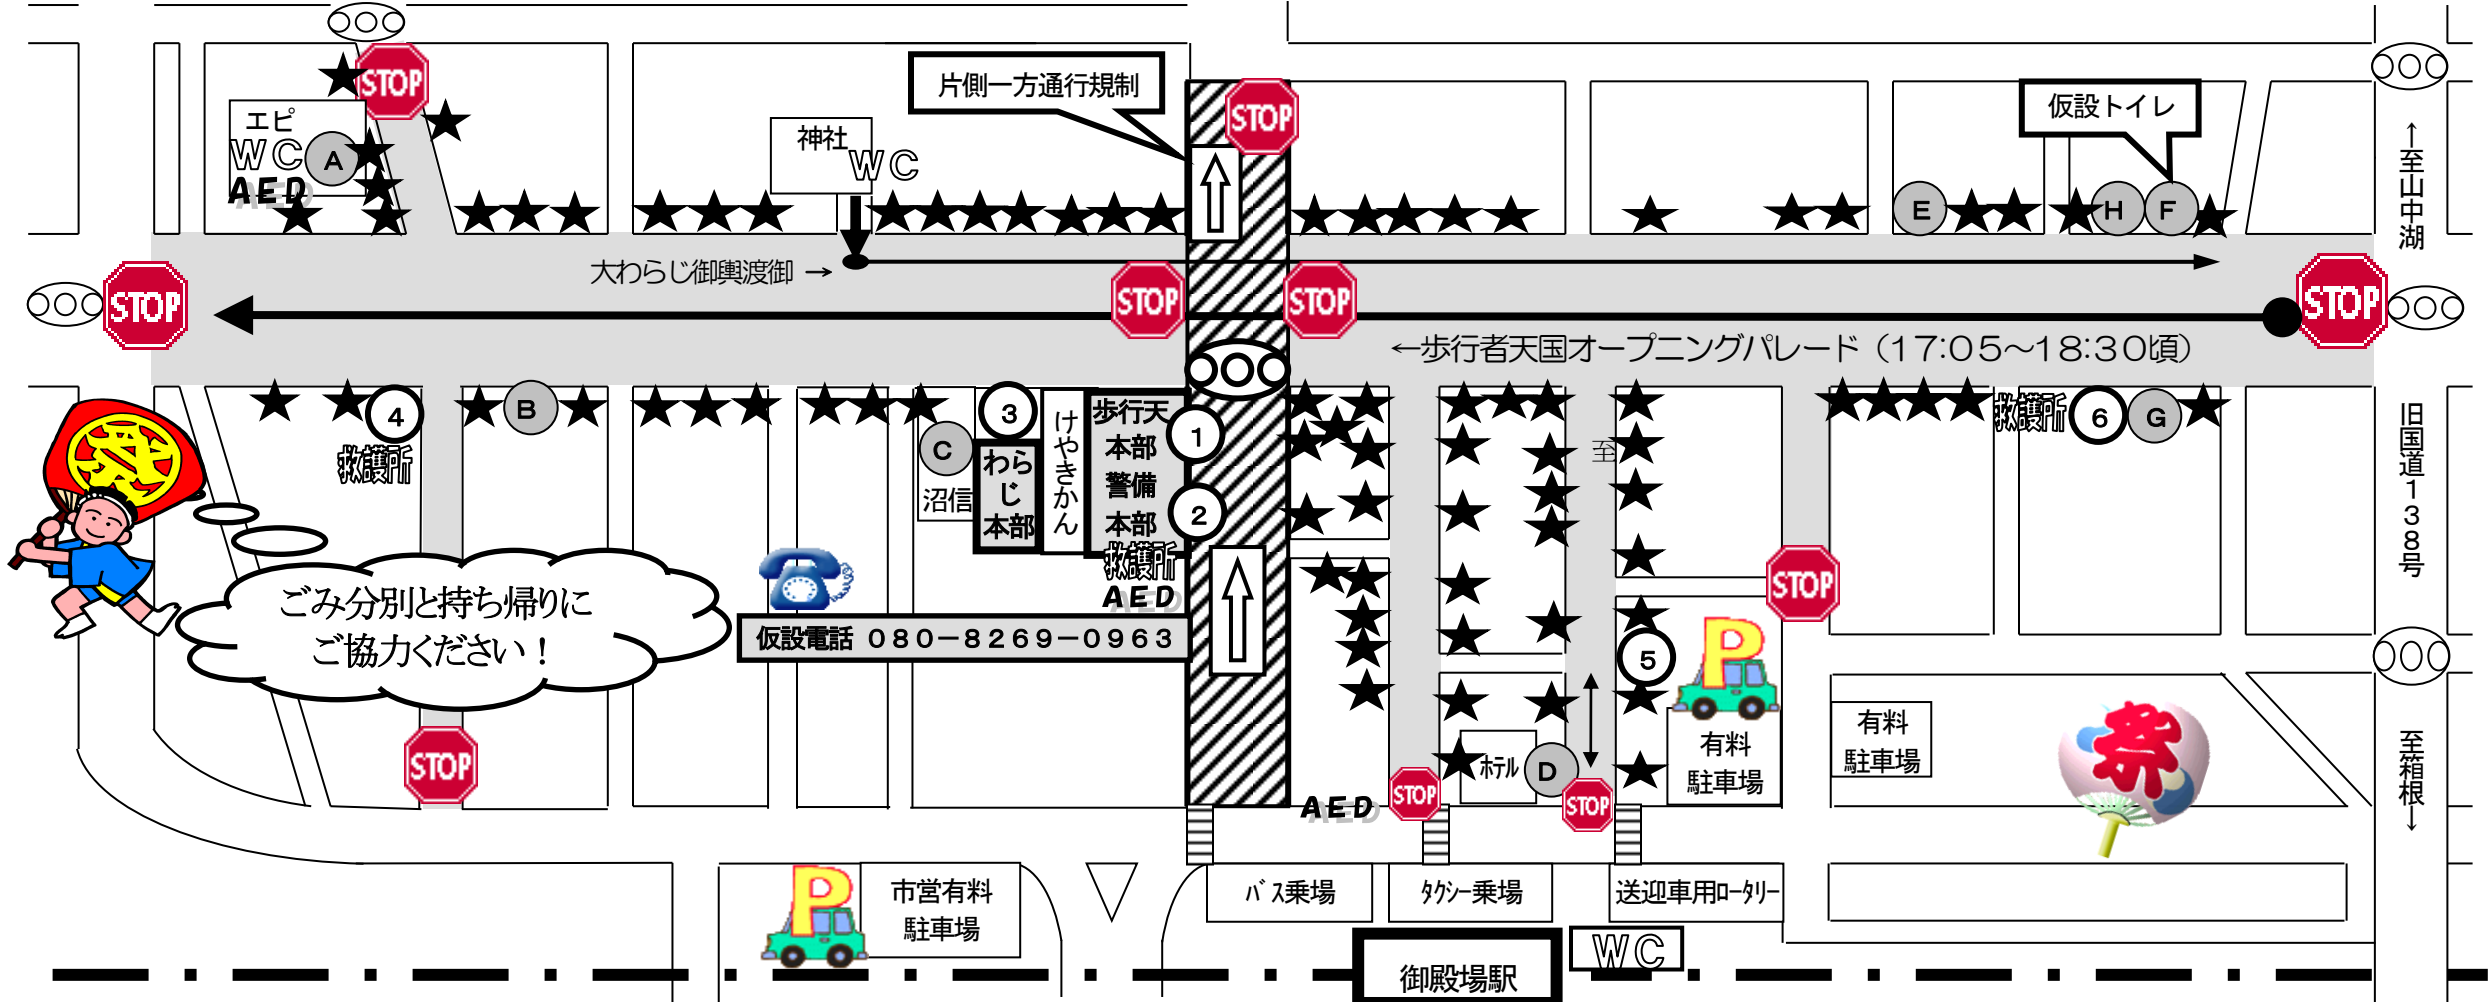 STOP
エピ
WC
A
AED
片側一方通行規制
神社
WC
STOP
仮設トイレ
E
H
F
←至山中湖
大わらじ御輿渡御 →
STOP
STOP
STOP
STOP
←歩行者天国オープニングパレード（17:05～18:30頃）
祭
4
救護所
B
C
沼信
3
わら
じ
本部
けやきかん
歩行天
本部
警備
本部
1
2
救護所
AED
至
救護所
6
G
旧国道138号
STOP
ごみ分別と持ち帰りに
ご協力ください！
仮設電話 080－8269－0963
5
P
有料
駐車場
有料
駐車場
祭
至箱根→
STOP
AED
STOP
ﾎﾃﾙ
D
STOP
P
市営有料
駐車場
ﾊﾞｽ乗場
ﾀｸｼｰ乗場
送迎車用ﾛｰﾀﾘｰ
御殿場駅
WC